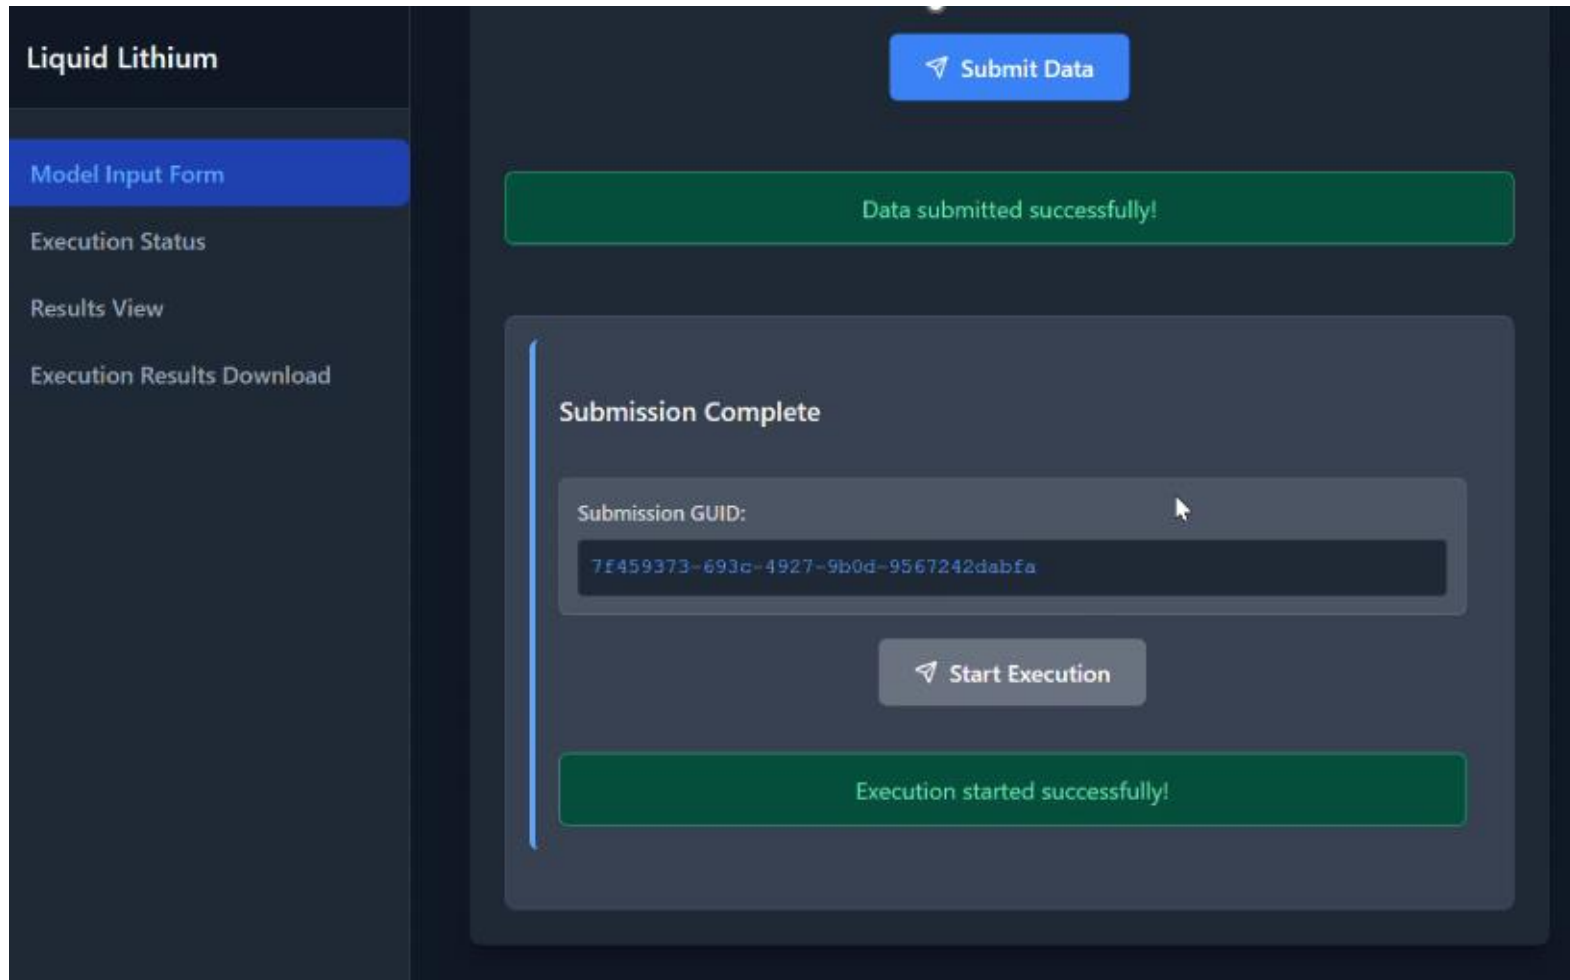 Liquid Lithium
Model Input Form
Execution Status
Results View
Execution Results Download
Submit Data
Data submitted successfully!
Submission Complete
Submission GUID:
7f459373-693c-4927-9b0d-9567242dabfa
Start Execution
Execution started successfully!